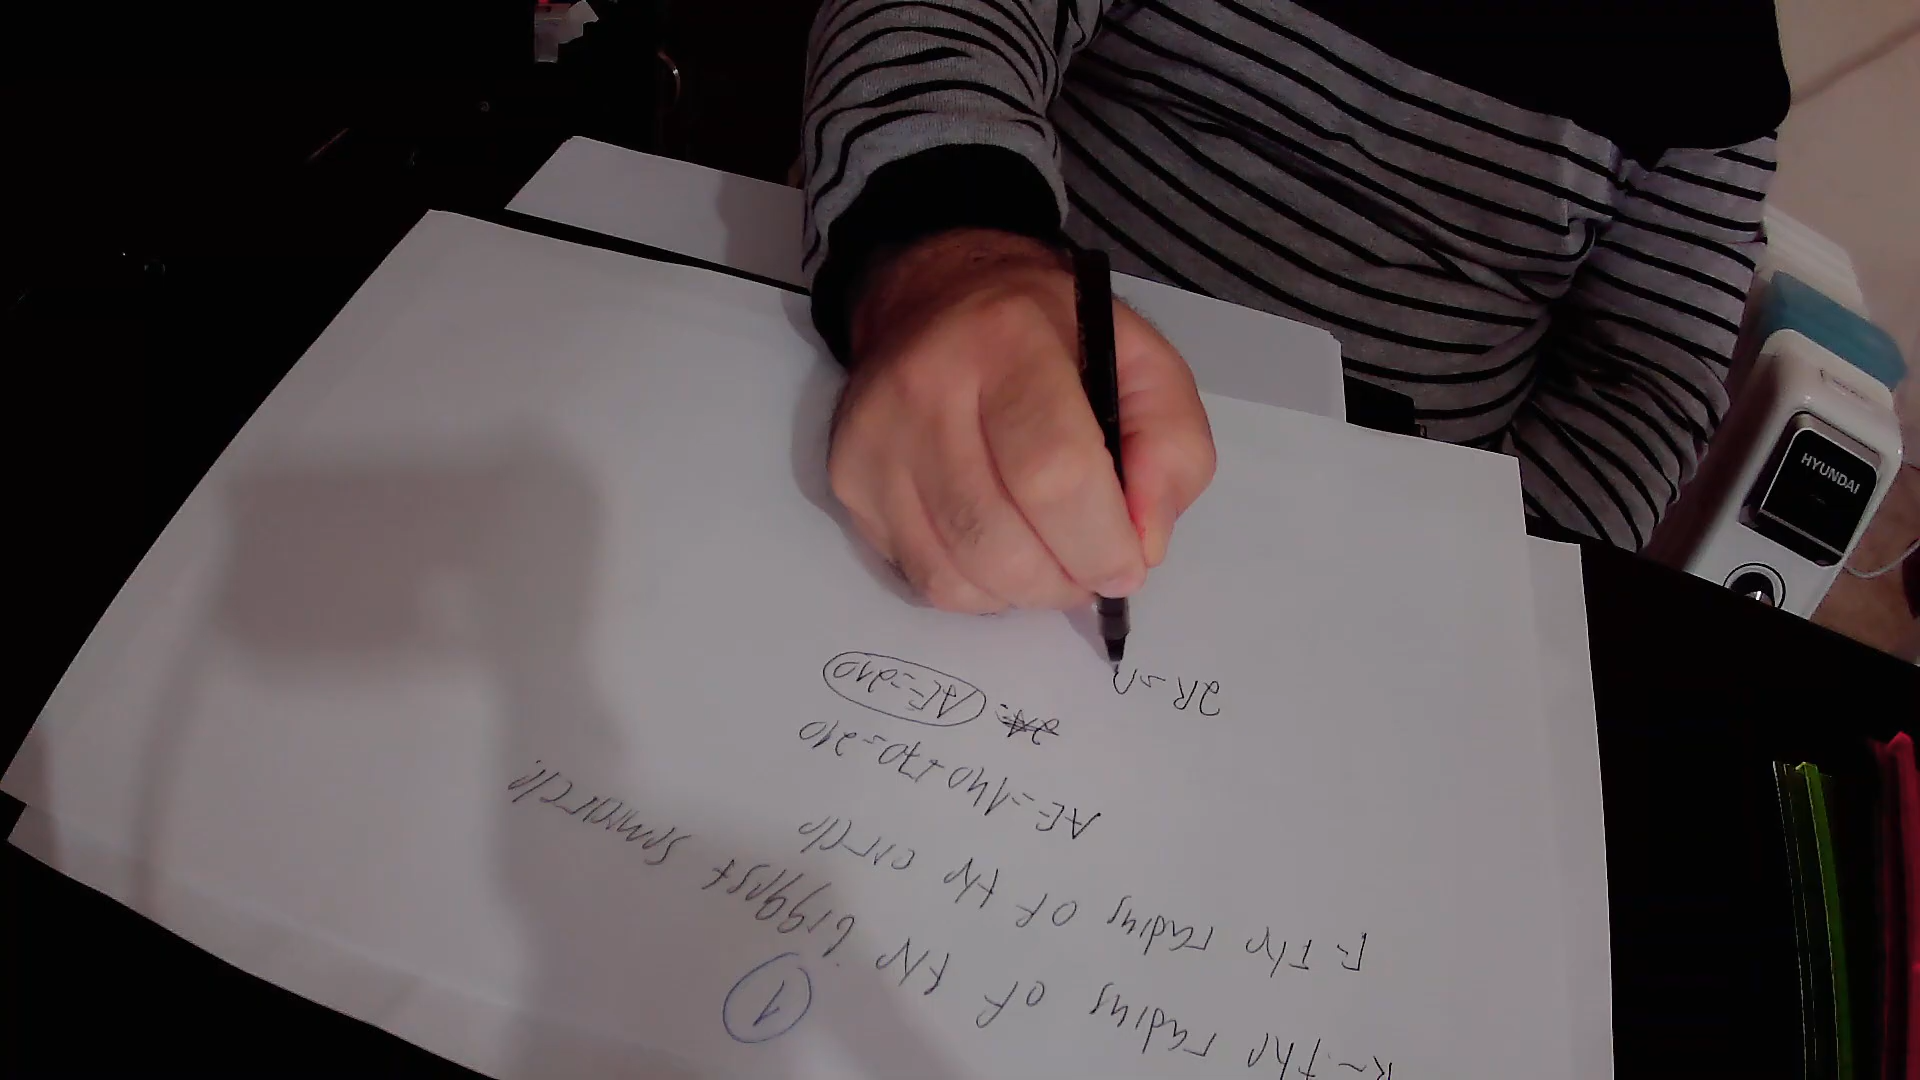 1
R- the radius of the biggest semicircle.
r= the radius of the circle
AE=140+70=210
AE=210
2R=
HYUNDAI